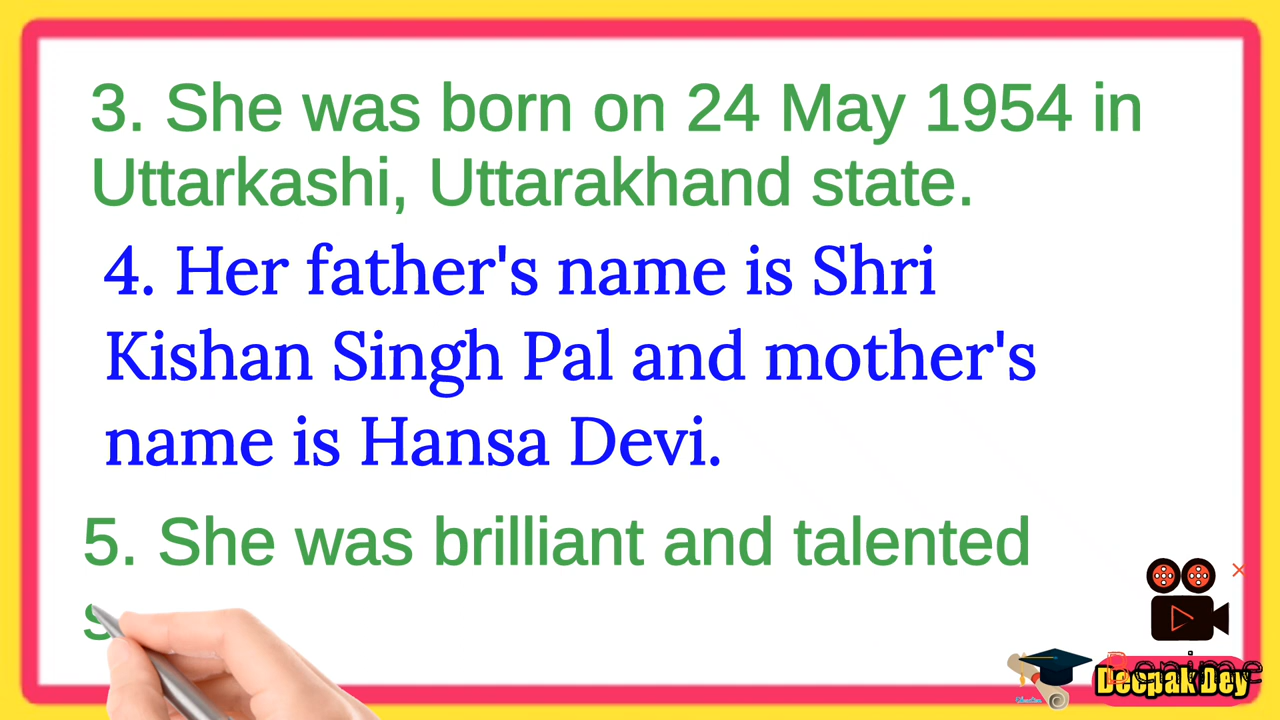 3. She was born on 24 May 1954 in
Uttarkashi, Uttarakhand state.
4. Her father's name is Shri
Kishan Singh Pal and mother's
name is Hansa Devi.
5. She was brilliant and talented
s
Benime
Deepak Dey